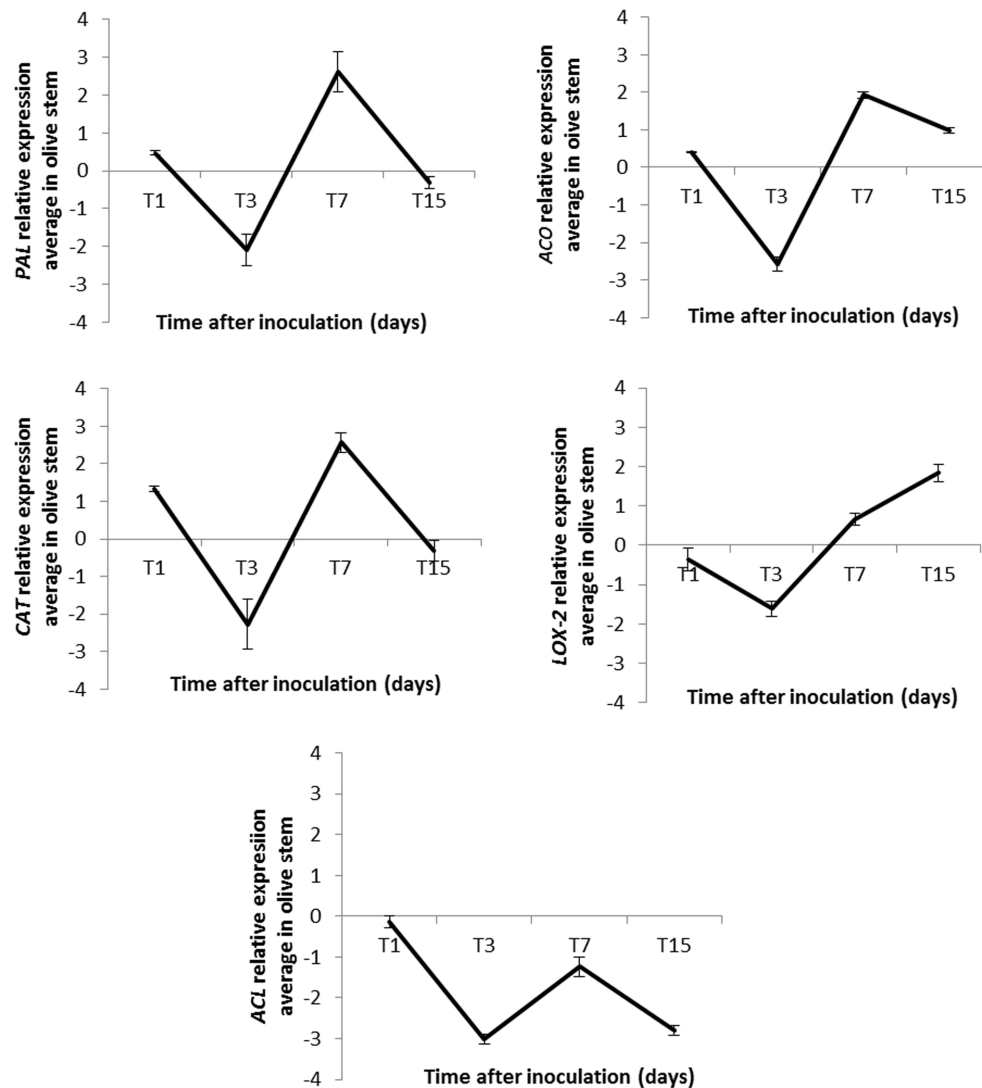 4
3
2
1
0
-1
-2
-3
-4
T1 T3 T7 T15
PAL relative expression
average in olive stem
Time after inoculation (days)
4
3
2
1
0
-1
-2
-3
-4
T1 T3 T7 T15
ACO relative expression
average in oive stem
Time after inoculation (days)
4
3
2
1
0
-1
-2
-3
-4
T1 T3 T7 T15
CAT relative expression
average in olive stem
Time after inoculation (days)
4
3
2
1
0
-1
-2
-3
-4
T1 T3 T7 T15
LOX-2 relative expression
average in olive stem
Time after inoculation (days)
4
3
2
1
0
-1
-2
-3
-4
T1 T3 T7 T15
ACL relative expresiion
average in olive stem
Time after inoculation (days)